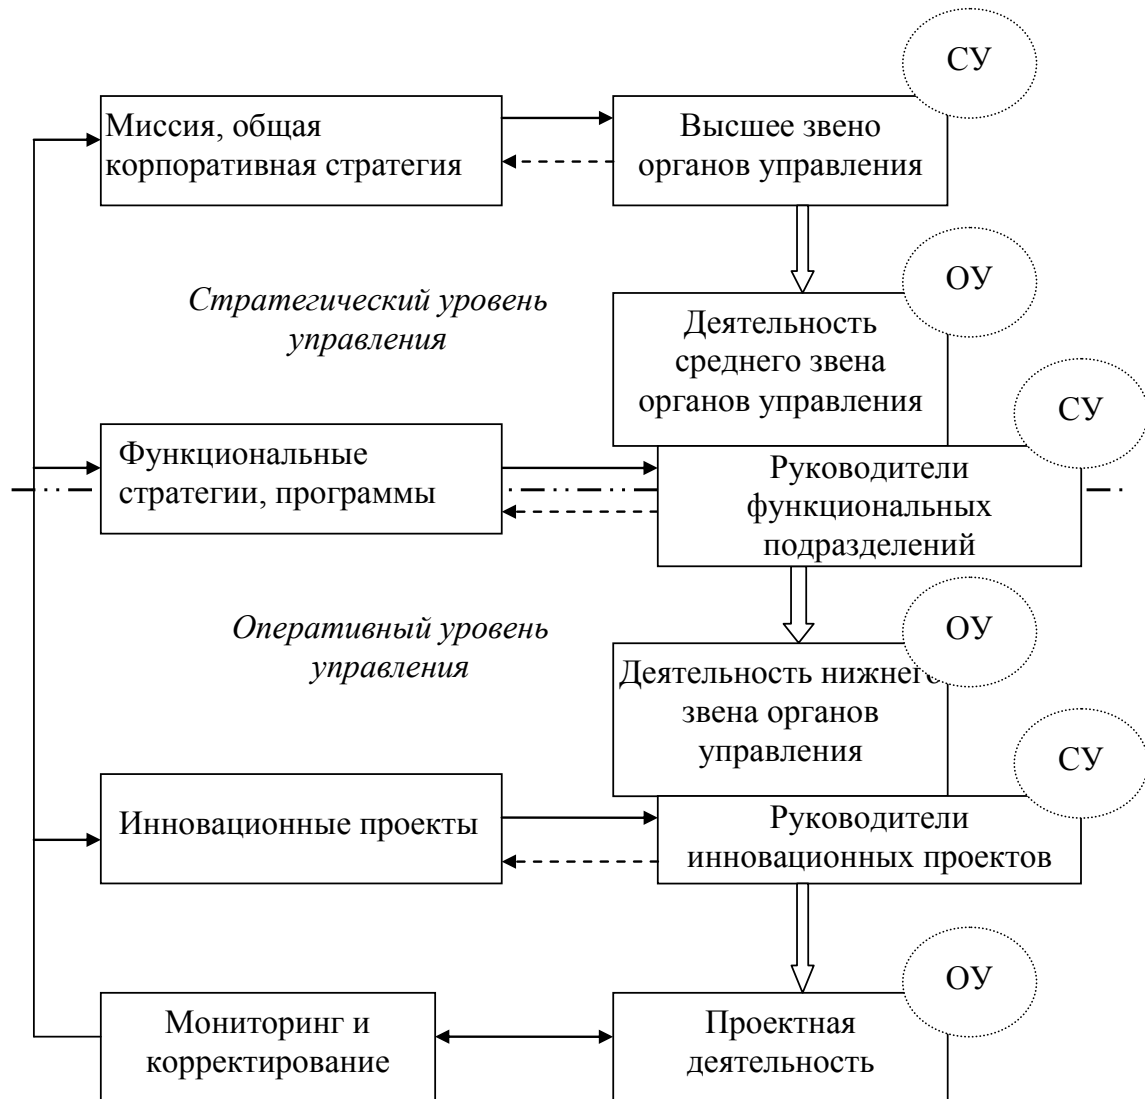 СУ
Миссия, общая
корпоративная стратегия
Высшее звено
органов управления
ОУ
Стратегический уровень
управления
Деятельность
среднего звена
органов управления
СУ
Функциональные
стратегии, программы
Руководители
функциональных
подразделений
ОУ
Оперативный уровень
управления
Деятельность нижнего
звена органов
управления
СУ
Инновационные проекты
Руководители
инновационных проектов
ОУ
Мониторинг и
корректирование
Проектная
деятельность